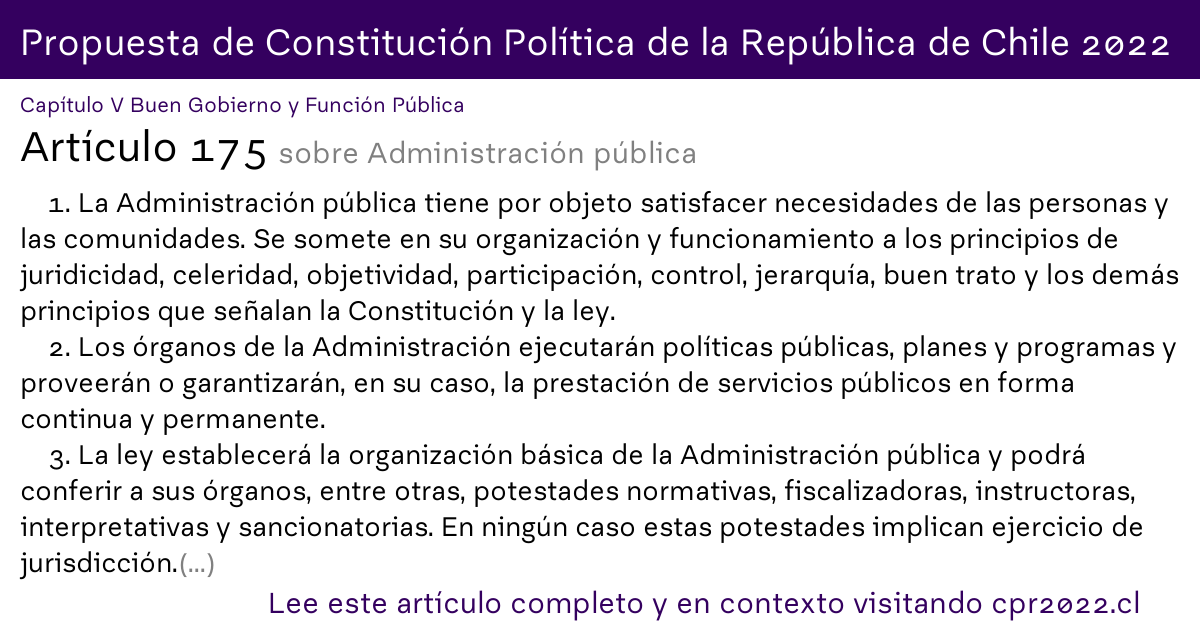 Propuesta de Constitución Política de la República de Chile 2022
Capítulo V Buen Gobierno y Función Pública
Artículo 175 sobre Administración pública
1. La Administración pública tiene por objeto satisfacer necesidades de las personas y
las comunidades. Se somete en su organización y funcionamiento a los principios de
juridicidad, celeridad, objetividad, participación, control, jerarquía, buen trato y los demás
principios que señalan la Constitución y la ley.
2. Los órganos de la Administración ejecutarán políticas públicas, planes y programas y
proveerán o garantizarán, en su caso, la prestación de servicios públicos en forma
continua y permanente.
3. La ley establecerá la organización básica de la Administración pública y podrá
conferir a sus órganos, entre otras, potestades normativas, fiscalizadoras, instructoras,
interpretativas y sancionatorias. En ningún caso estas potestades implican ejercicio de
jurisdicción.(...)
Lee este artículo completo y en contexto visitando cpr2022.cl